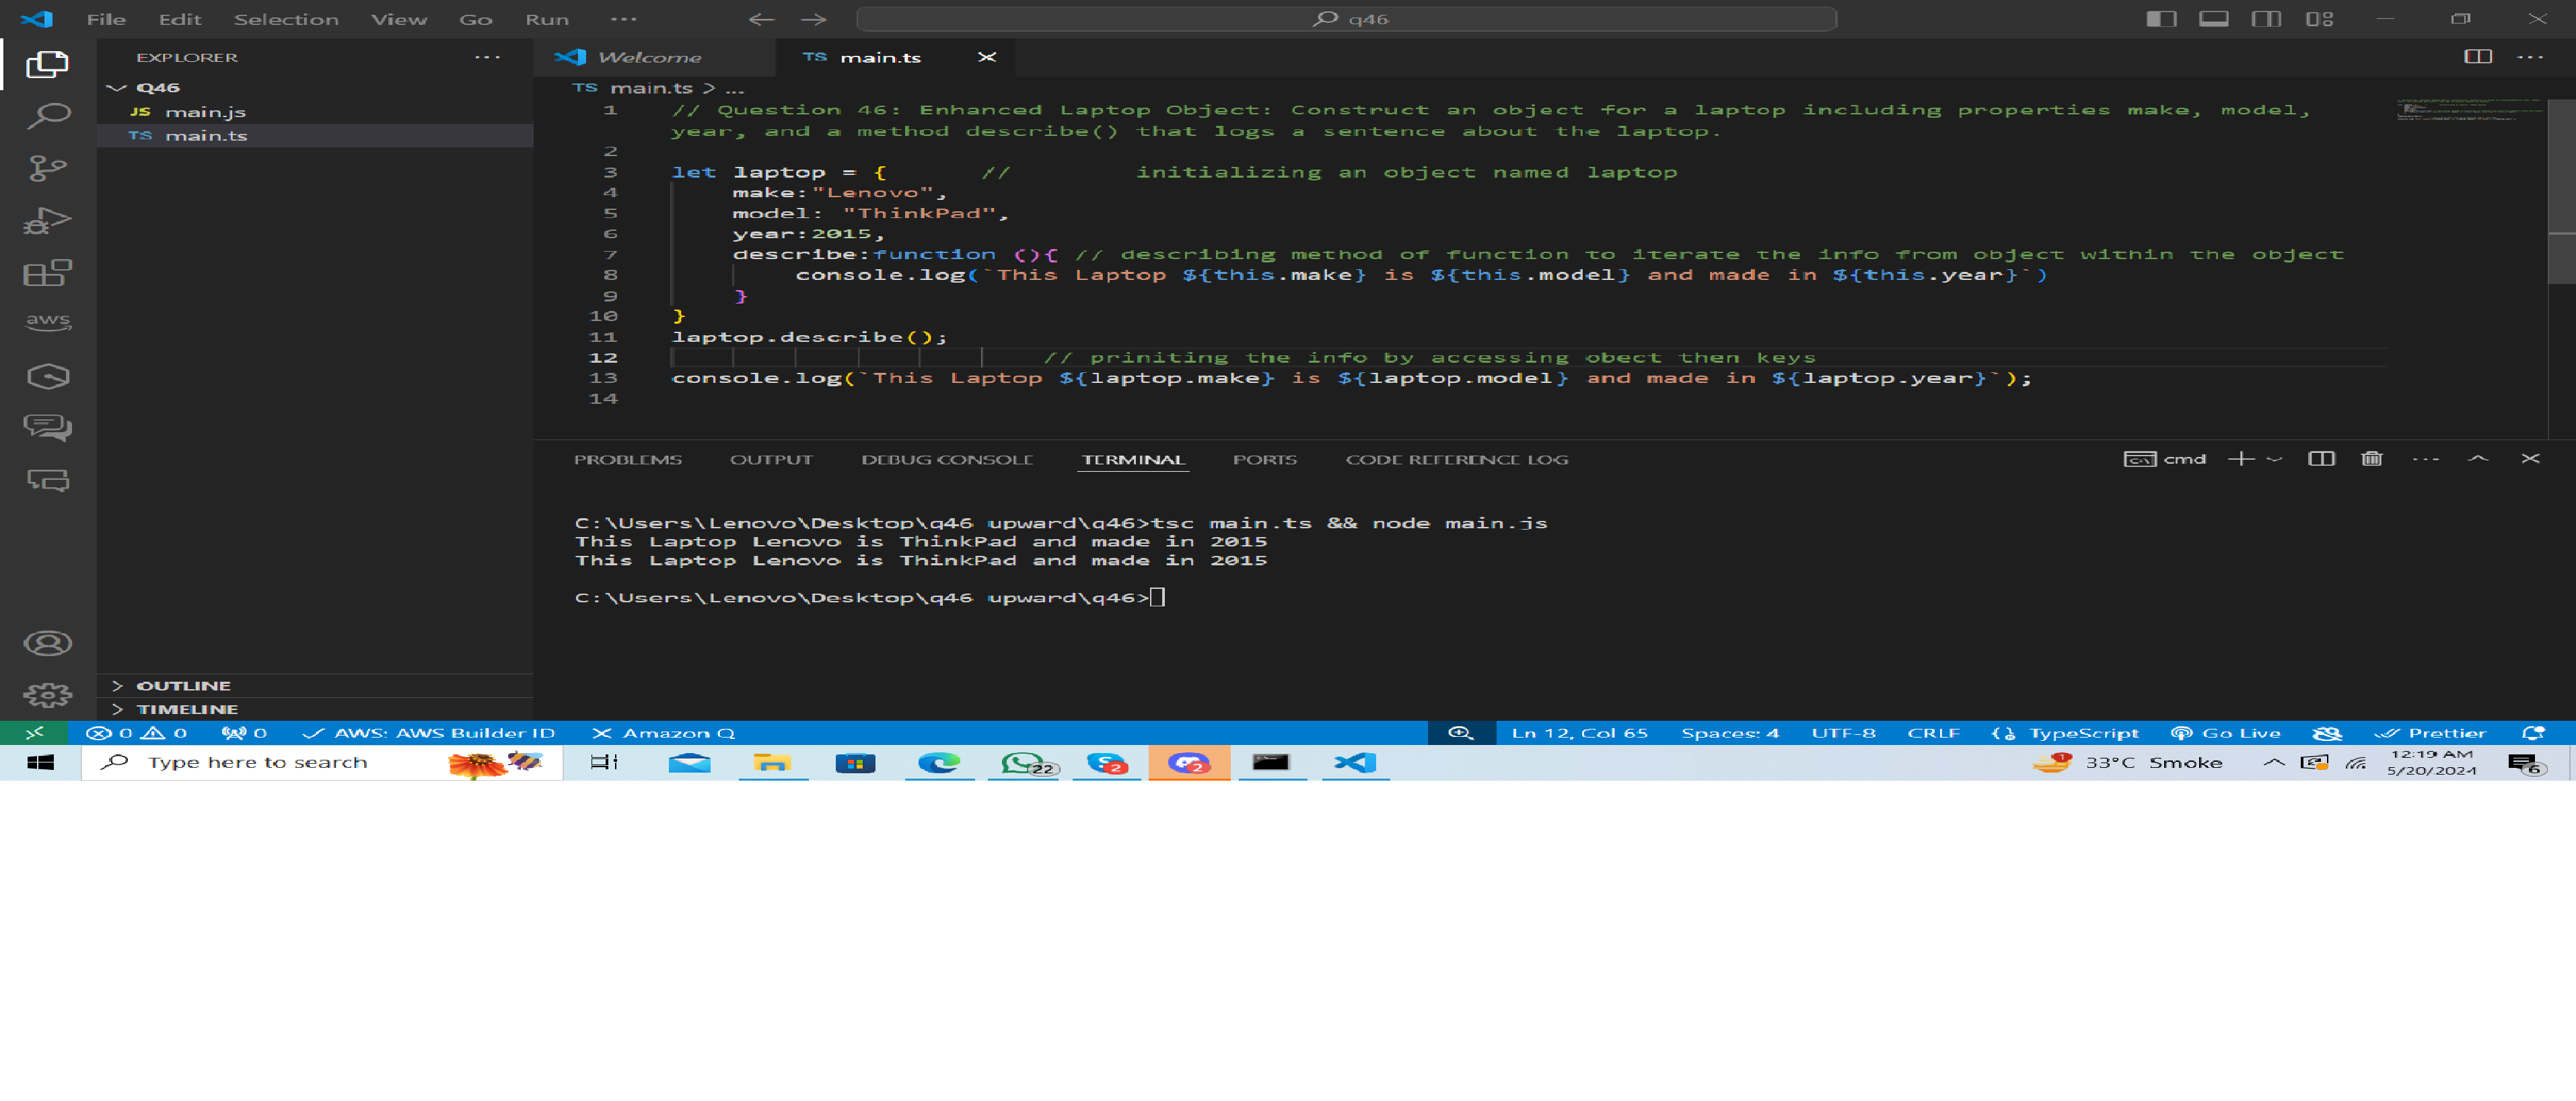 File Edit Selection View Go Run ... q46
EXPLORER ...
Q46
JS main.js
TS main.ts
Welcome
TS main.ts
TS main.ts > ...
1 // Question 46: Enhanced Laptop Object: Construct an object for a laptop including properties make, model,
year, and a method describe() that logs a sentence about the laptop.
2
3 let laptop = { // initializing an object named laptop
4 make:"Lenovo",
5 model: "ThinkPad",
6 year:2015,
7 describe:function (){ // describing method of function to iterate the info from object within the object
8 console.log(`This Laptop ${this.make} is ${this.model} and made in ${this.year}`)
9 }
10 }
11 laptop.describe();
12 // priniting the info by accessing obect then keys
13 console.log(`This Laptop ${laptop.make} is ${laptop.model} and made in ${laptop.year}`);
14
PROBLEMS OUTPUT DEBUG CONSOLE TERMINAL PORTS CODE REFERENCE LOG cmd
C:\Users\Lenovo\Desktop\q46 upward\q46>tsc main.ts && node main.js
This Laptop Lenovo is ThinkPad and made in 2015
This Laptop Lenovo is ThinkPad and made in 2015
C:\Users\Lenovo\Desktop\q46 upward\q46>
aws
OUTLINE
TIMELINE
0 0 0 AWS: AWS Builder ID Amazon Q Ln 12, Col 65 Spaces: 4 UTF-8 CRLF TypeScript Go Live Prettier
Type here to search 22 2 2 1 33°C Smoke 12:19 AM 6
5/20/2024